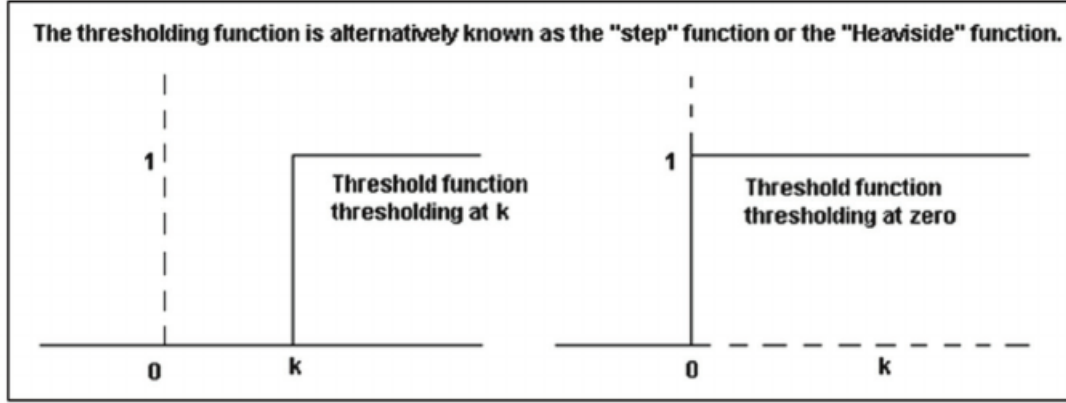 The thresholding function is alternatively known as the "step" function or the "Heaviside" function.
1
Threshold function
thresholding at k
0
k
1
Threshold function
thresholding at zero
0
k